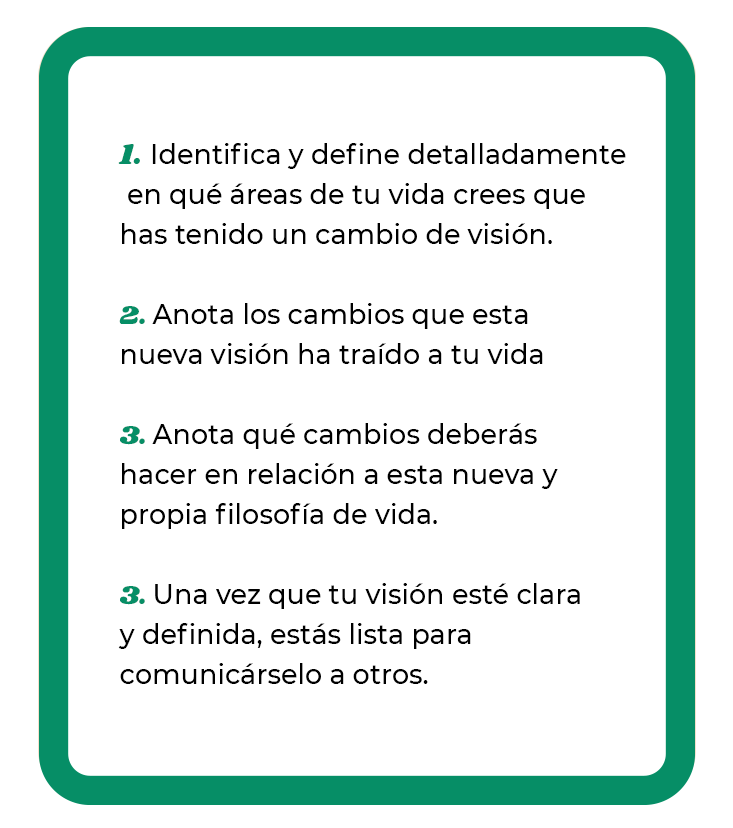 1. Identifica y define detalladamente
en qué áreas de tu vida crees que
has tenido un cambio de visión.
2. Anota los cambios que esta
nueva visión ha traído a tu vida
3. Anota qué cambios deberás
hacer en relación a esta nueva y
propia filosofía de vida.
3. Una vez que tu visión esté clara
y definida, estás lista para
comunicárselo a otros.